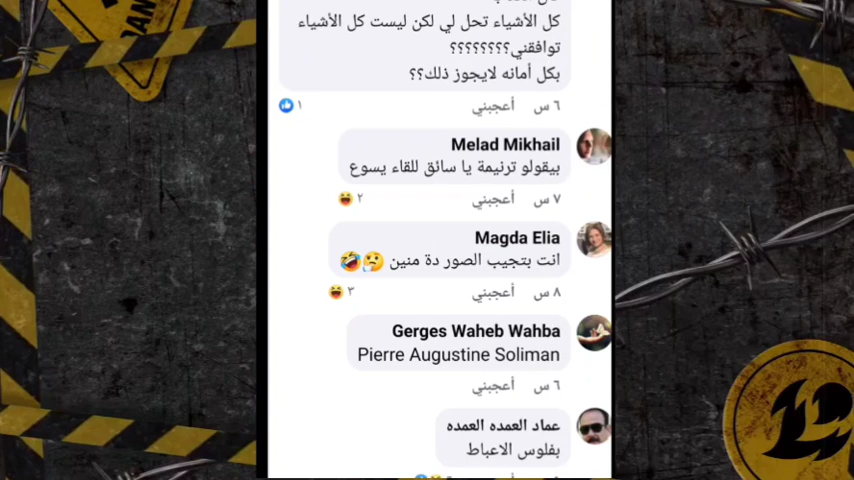 كل الأشياء تحل لي لكن ليست كل الأشياء
توافقني؟؟؟؟؟؟؟؟
بكل أمانه لايجوز ذلك؟؟
٦ س أعجبني ١
Melad Mikhail
بيقولو ترنيمة يا سائق للقاء يسوع
٧ س أعجبني ٢
Magda Elia
انت بتجيب الصور دة منين 🤔🤣
٨ س أعجبني ٣
Gerges Waheb Wahba
Pierre Augustine Soliman
٦ س أعجبني
عماد العمده العمده
بفلوس الاعباط